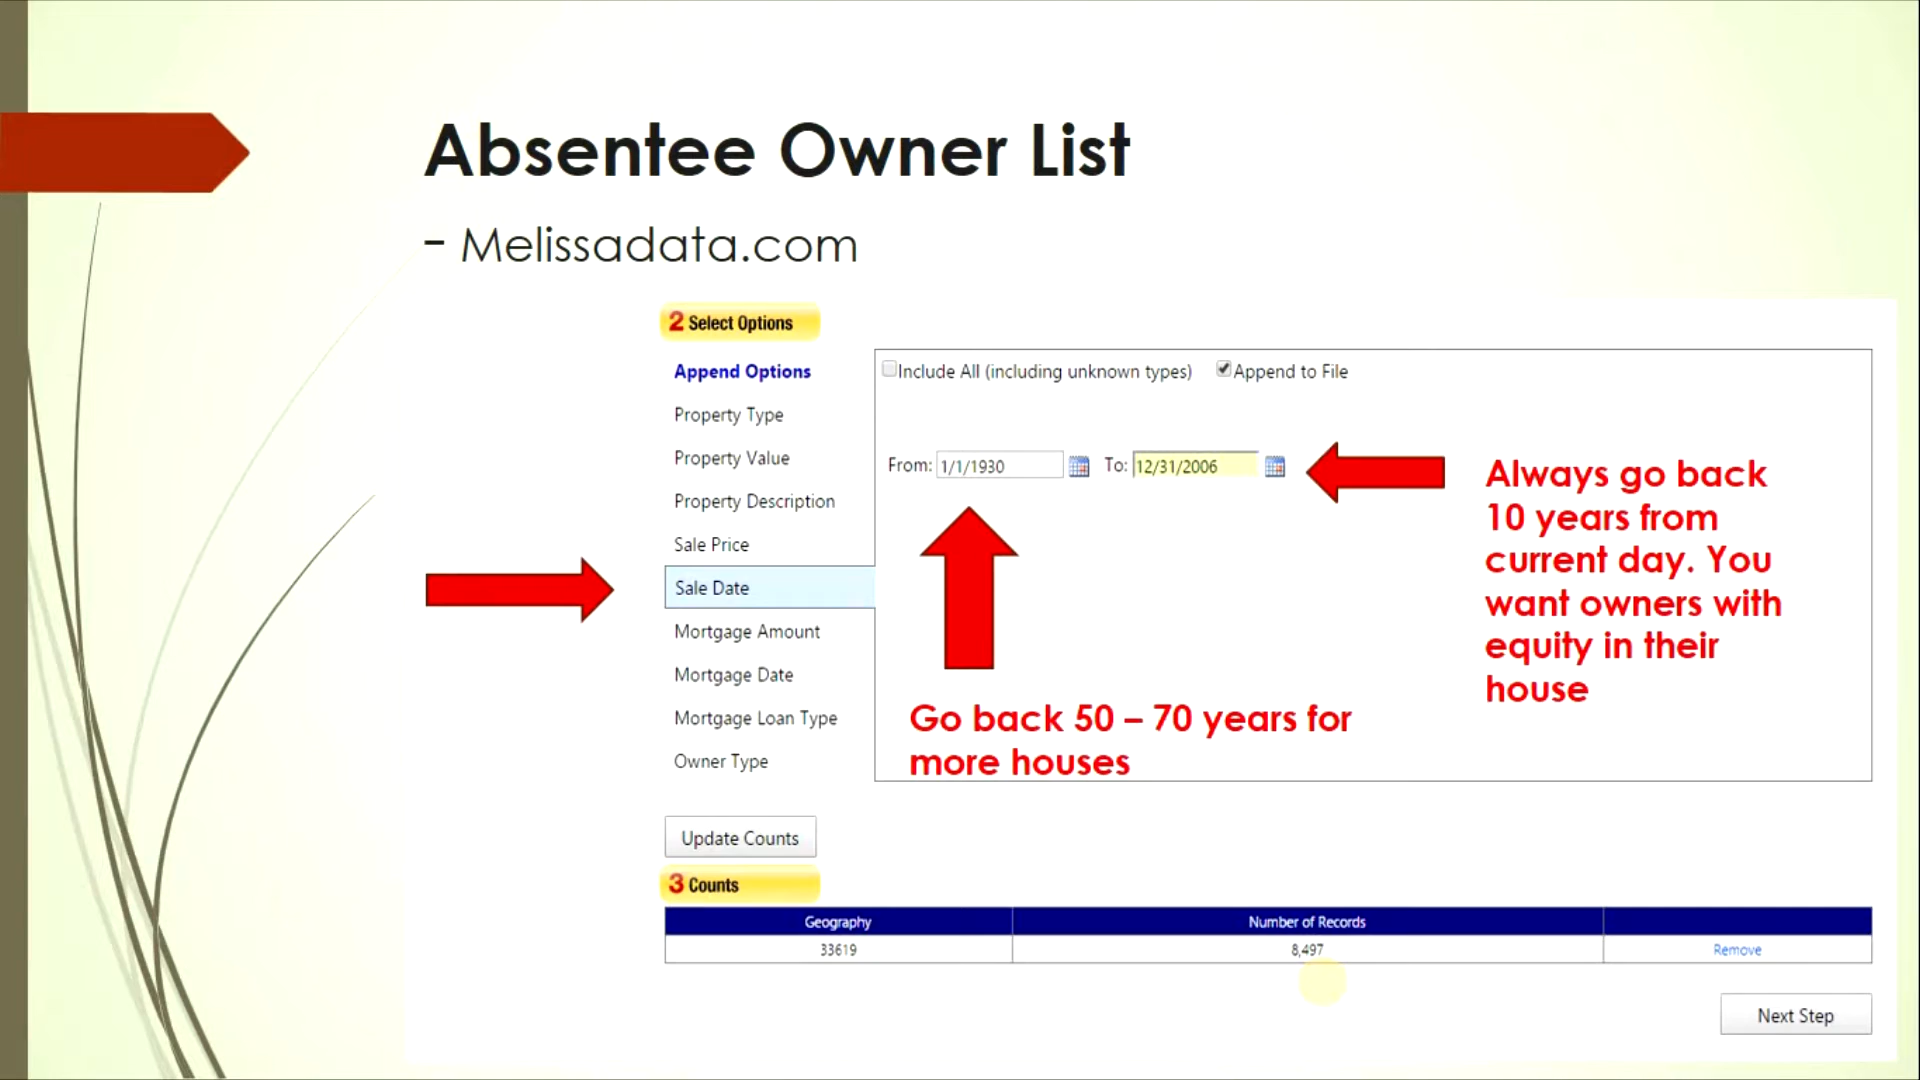 Absentee Owner List
- Melissadata.com
2 Select Options
Append Options
Property Type
Property Value
Property Description
Sale Price
Sale Date
Mortgage Amount
Mortgage Date
Mortgage Loan Type
Owner Type
Include All (including unknown types) Append to File
From: 1/1/1930 To: 12/31/2006
Always go back
10 years from
current day. You
want owners with
equity in their
house
Go back 50 – 70 years for
more houses
Update Counts
3 Counts
Geography Number of Records
33619 8,497 Remove
Next Step